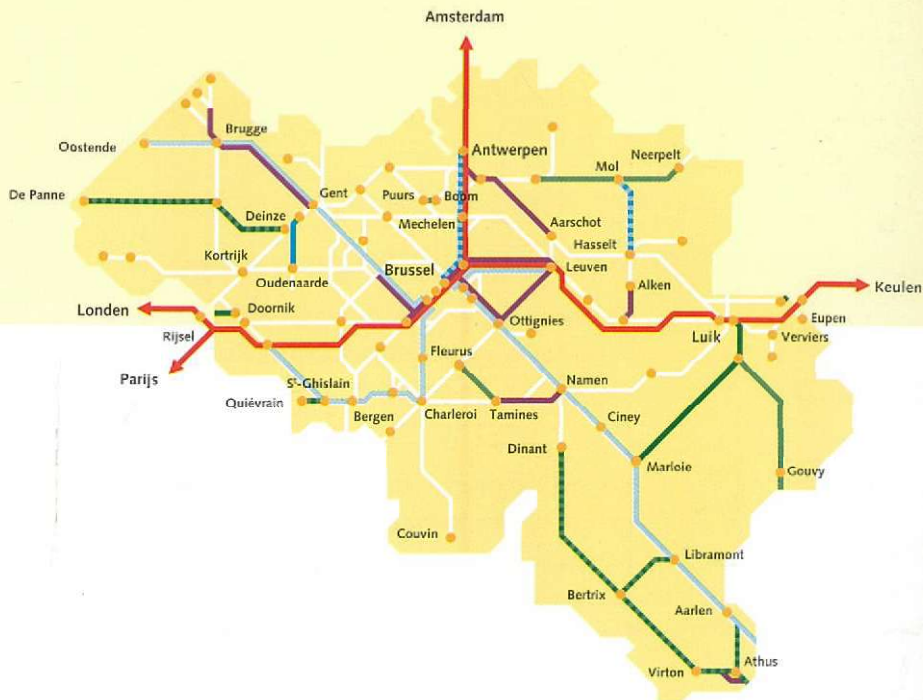 Amsterdam
Brugge
Oostende
Antwerpen
Neerpelt
Mol
De Panne
Gent
Puurs
Boom
Deinze
Mechelen
Aarschot
Hasselt
Kortrijk
Oudenaarde
Brussel
Leuven
Alken
Keulen
Londen
Doornik
Ottignies
Eupen
Rijsel
Luik
Verviers
Parijs
Fleurus
St-Ghislain
Namen
Quiévrain
Bergen
Charleroi
Tamines
Ciney
Dinant
Marloie
Gouvy
Couvin
Libramont
Bertrix
Aarlen
Virton
Athus